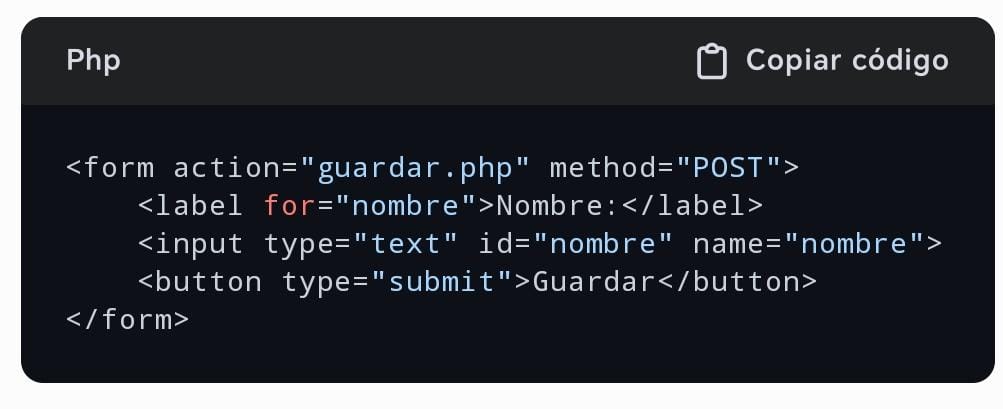 Php
Copiar código
<form action="guardar.php" method="POST">
    <label for="nombre">Nombre:</label>
    <input type="text" id="nombre" name="nombre">
    <button type="submit">Guardar</button>
</form>